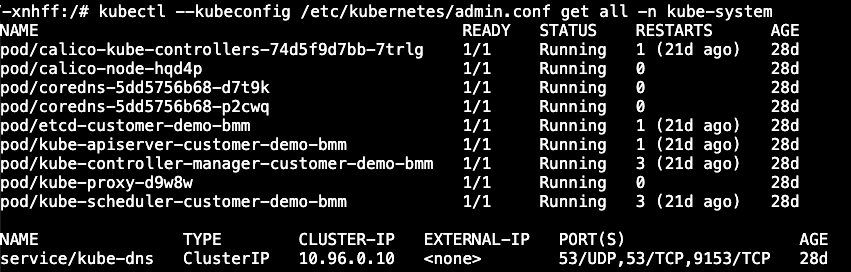 -xnhff:/# kubectl --kubeconfig /etc/kubernetes/admin.conf get all -n kube-system
NAME READY STATUS RESTARTS AGE
pod/calico-kube-controllers-74d5f9d7bb-7trlg 1/1 Running 1 (21d ago) 28d
pod/calico-node-hqd4p 1/1 Running 0 28d
pod/coredns-5dd5756b68-d7t9k 1/1 Running 0 28d
pod/coredns-5dd5756b68-p2cwq 1/1 Running 0 28d
pod/etcd-customer-demo-bmm 1/1 Running 1 (21d ago) 28d
pod/kube-apiserver-customer-demo-bmm 1/1 Running 1 (21d ago) 28d
pod/kube-controller-manager-customer-demo-bmm 1/1 Running 3 (21d ago) 28d
pod/kube-proxy-d9w8w 1/1 Running 0 28d
pod/kube-scheduler-customer-demo-bmm 1/1 Running 3 (21d ago) 28d
NAME TYPE CLUSTER-IP EXTERNAL-IP PORT(S) AGE
service/kube-dns ClusterIP 10.96.0.10 <none> 53/UDP,53/TCP,9153/TCP 28d